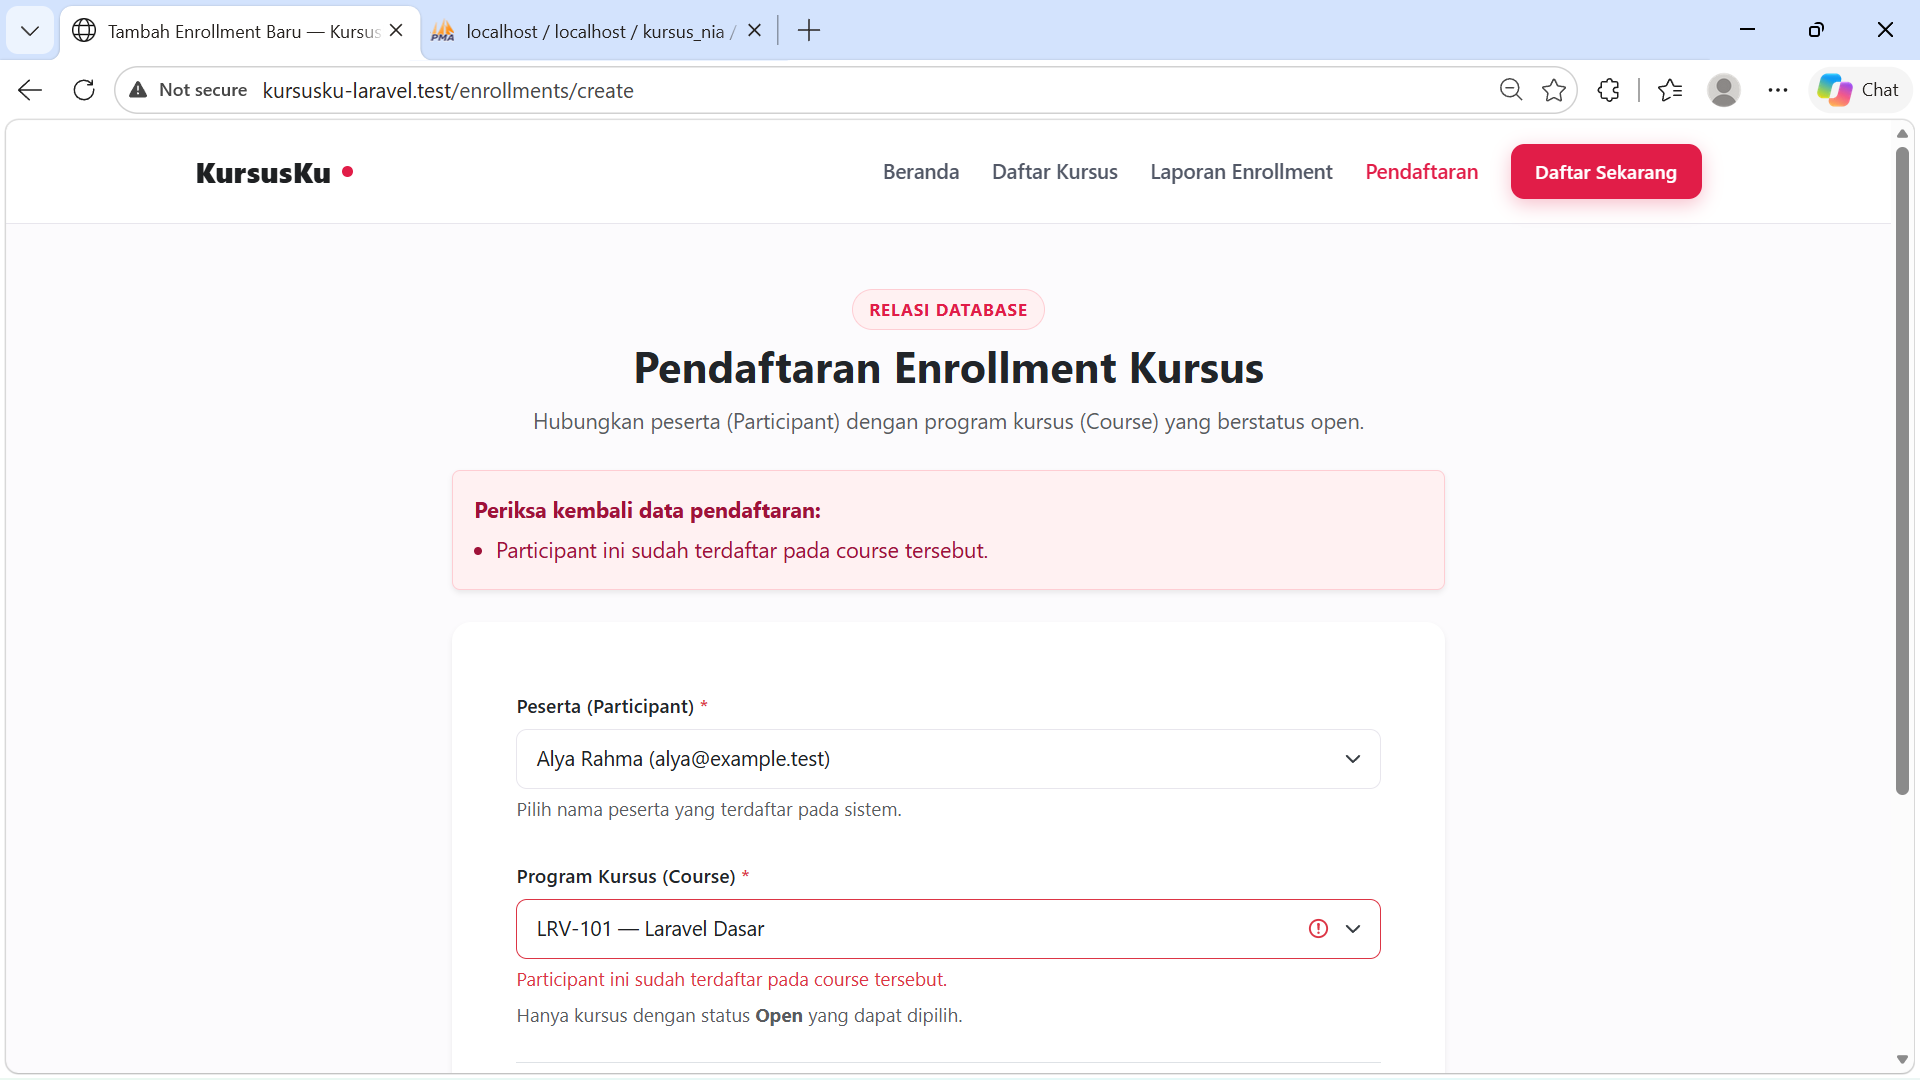 Tambah Enrollment Baru — Kursus
localhost / localhost / kursus_nia /
Not secure
kursusku-laravel.test/enrollments/create
Chat
KursusKu
Beranda
Daftar Kursus
Laporan Enrollment
Pendaftaran
Daftar Sekarang
RELASI DATABASE
Pendaftaran Enrollment Kursus
Hubungkan peserta (Participant) dengan program kursus (Course) yang berstatus open.
Periksa kembali data pendaftaran:
• Participant ini sudah terdaftar pada course tersebut.
Peserta (Participant) *
Alya Rahma (alya@example.test)
Pilih nama peserta yang terdaftar pada sistem.
Program Kursus (Course) *
LRV-101 — Laravel Dasar
Participant ini sudah terdaftar pada course tersebut.
Hanya kursus dengan status Open yang dapat dipilih.